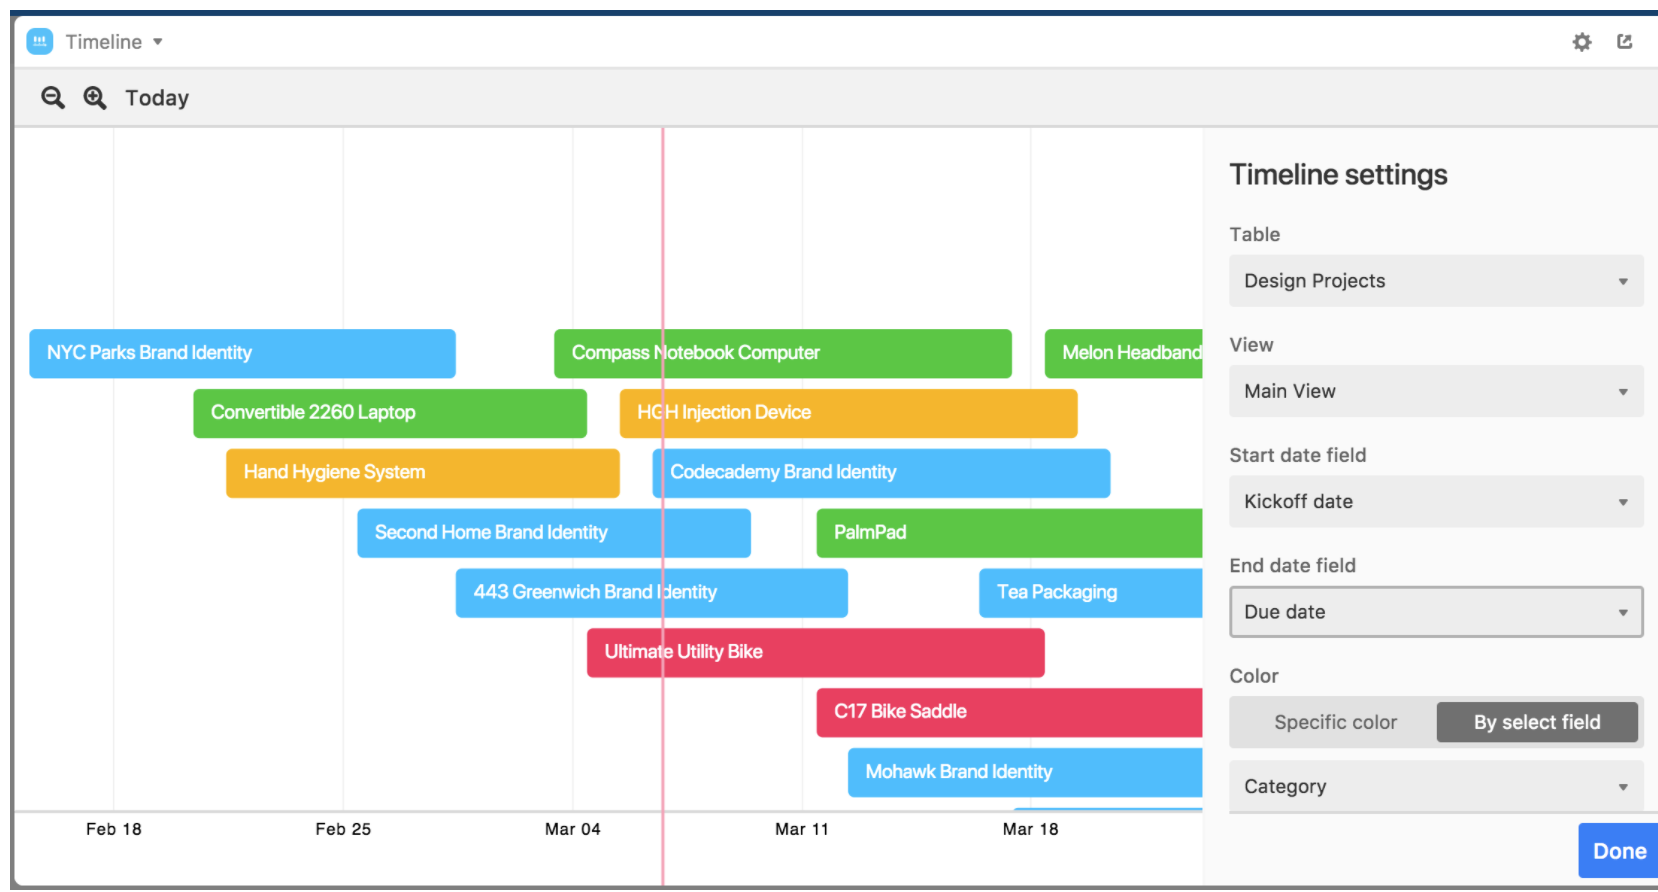 Timeline
Today
Timeline settings
Table
Design Projects
View
Main View
Start date field
Kickoff date
End date field
Due date
Color
Specific color By select field
Category
Done
NYC Parks Brand Identity Compass Notebook Computer Melon Headband
Convertible 2260 Laptop HGH Injection Device
Hand Hygiene System Codecademy Brand Identity
Second Home Brand Identity PalmPad
443 Greenwich Brand Identity Tea Packaging
Ultimate Utility Bike
C17 Bike Saddle
Mohawk Brand Identity
Feb 18 Feb 25 Mar 04 Mar 11 Mar 18